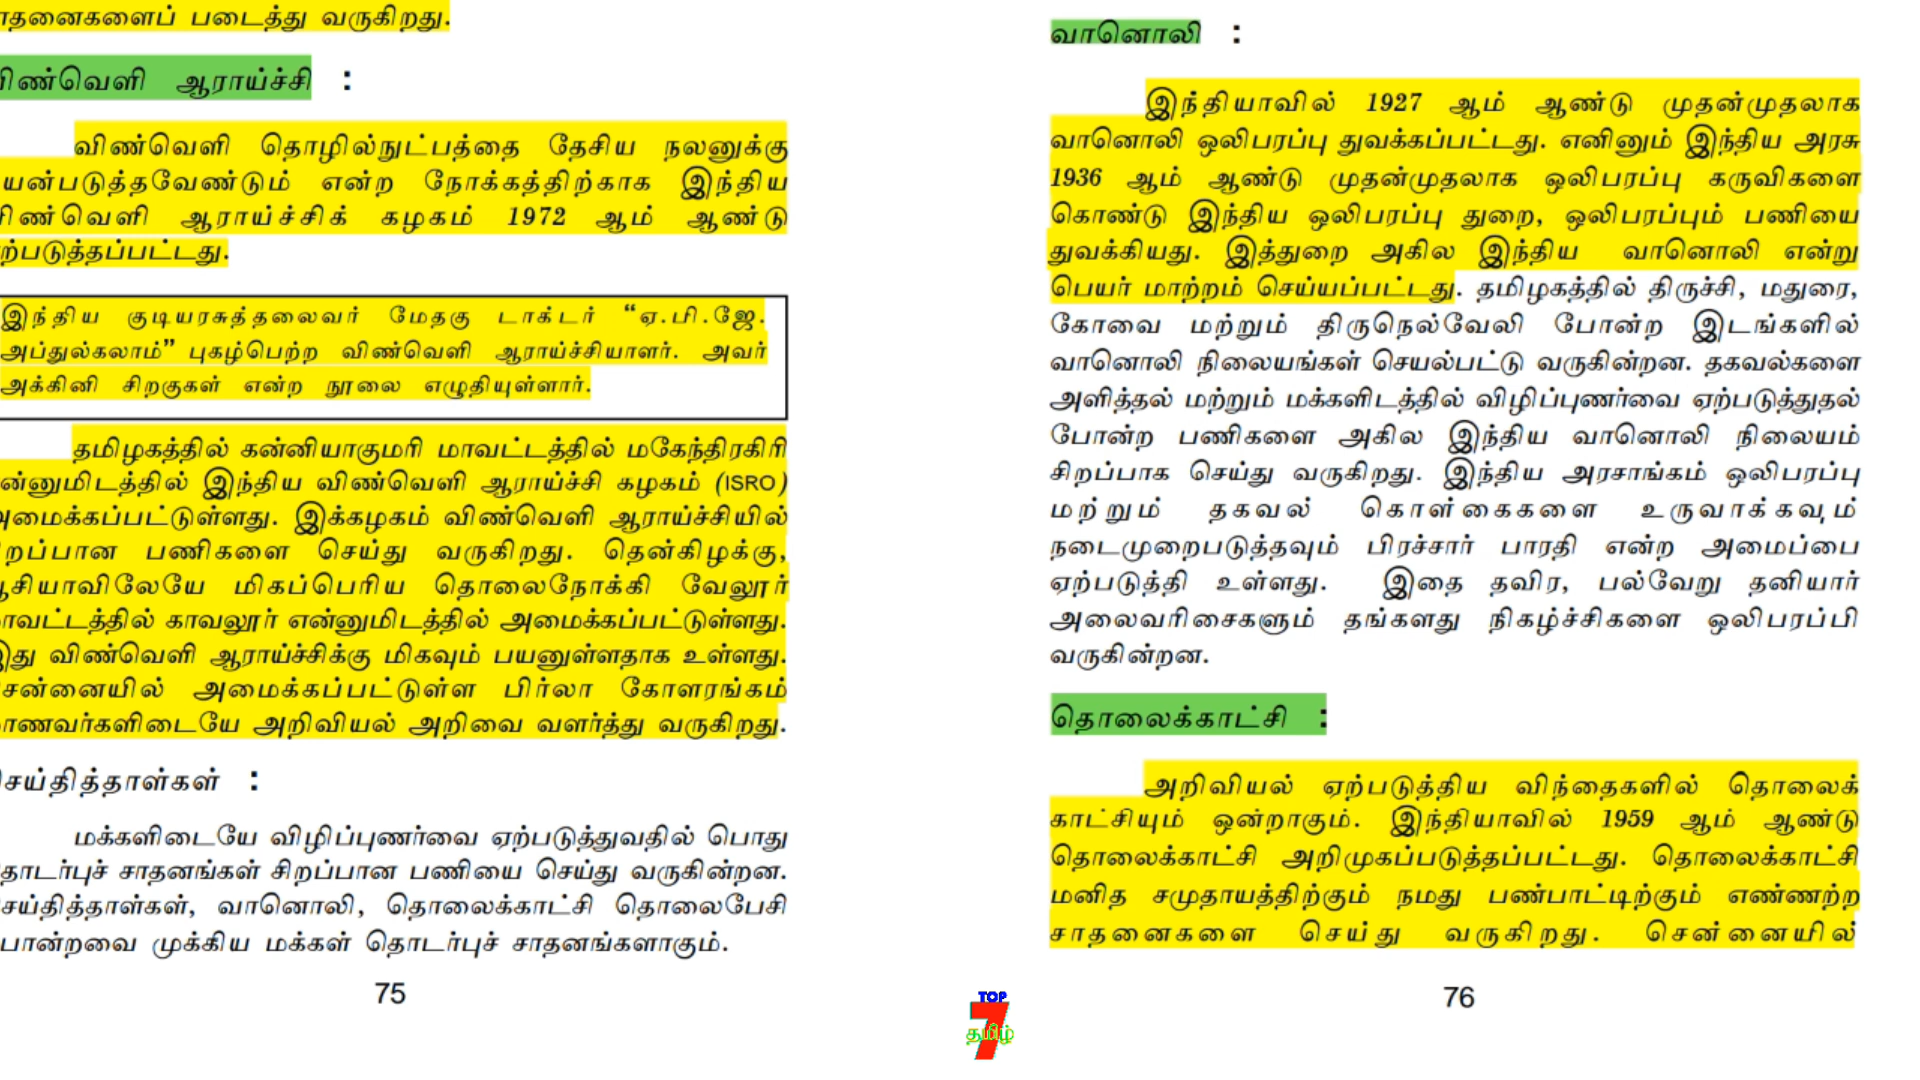 தனைகளைப் படைத்து வருகிறது.
விண்வெளி ஆராய்ச்சி :
விண்வெளி தொழில்நுட்பத்தை தேசிய நலனுக்கு
யன்படுத்தவேண்டும் என்ற நோக்கத்திற்காக இந்திய
ிண்வெளி ஆராய்ச்சிக் கழகம் 1972 ஆம் ஆண்டு
ற்படுத்தப்பட்டது.
இந்திய குடியரசுத்தலைவர் மேதகு டாக்டர் “ஏ.பி.ஜே.
அப்துல்கலாம்” புகழ்பெற்ற விண்வெளி ஆராய்ச்சியாளர். அவர்
அக்கினி சிறகுகள் என்ற நூலை எழுதியுள்ளார்.
தமிழகத்தில் கன்னியாகுமரி மாவட்டத்தில் மகேந்திரகிரி
ன்னுமிடத்தில் இந்திய விண்வெளி ஆராய்ச்சி கழகம் (ISRO)
அமைக்கப்பட்டுள்ளது. இக்கழகம் விண்வெளி ஆராய்ச்சியில்
றப்பான பணிகளை செய்து வருகிறது. தென்கிழக்கு,
ஆசியாவிலேயே மிகப்பெரிய தொலைநோக்கி வேலூர்
ாவட்டத்தில் காவலூர் என்னுமிடத்தில் அமைக்கப்பட்டுள்ளது.
இது விண்வெளி ஆராய்ச்சிக்கு மிகவும் பயனுள்ளதாக உள்ளது.
சென்னையில் அமைக்கப்பட்டுள்ள பிர்லா கோளரங்கம்
ாணவர்களிடையே அறிவியல் அறிவை வளர்த்து வருகிறது.
செய்தித்தாள்கள் :
மக்களிடையே விழிப்புணர்வை ஏற்படுத்துவதில் பொது
தொடர்புச் சாதனங்கள் சிறப்பான பணியை செய்து வருகின்றன.
செய்தித்தாள்கள், வானொலி, தொலைக்காட்சி தொலைபேசி
பான்றவை முக்கிய மக்கள் தொடர்புச் சாதனங்களாகும்.
75
வானொலி :
இந்தியாவில் 1927 ஆம் ஆண்டு முதன்முதலாக
வானொலி ஒலிபரப்பு துவக்கப்பட்டது. எனினும் இந்திய அரசு
1936 ஆம் ஆண்டு முதன்முதலாக ஒலிபரப்பு கருவிகளை
கொண்டு இந்திய ஒலிபரப்பு துறை, ஒலிபரப்பும் பணியை
துவக்கியது. இத்துறை அகில இந்திய வானொலி என்று
பெயர் மாற்றம் செய்யப்பட்டது. தமிழகத்தில் திருச்சி, மதுரை,
கோவை மற்றும் திருநெல்வேலி போன்ற இடங்களில்
வானொலி நிலையங்கள் செயல்பட்டு வருகின்றன. தகவல்களை
அளித்தல் மற்றும் மக்களிடத்தில் விழிப்புணர்வை ஏற்படுத்துதல்
போன்ற பணிகளை அகில இந்திய வானொலி நிலையம்
சிறப்பாக செய்து வருகிறது. இந்திய அரசாங்கம் ஒலிபரப்பு
மற்றும் தகவல் கொள்கைகளை உருவாக்கவும்
நடைமுறைபடுத்தவும் பிரச்சார் பாரதி என்ற அமைப்பை
ஏற்படுத்தி உள்ளது. இதை தவிர, பல்வேறு தனியார்
அலைவரிசைகளும் தங்களது நிகழ்ச்சிகளை ஒலிபரப்பி
வருகின்றன.
தொலைக்காட்சி :
அறிவியல் ஏற்படுத்திய விந்தைகளில் தொலைக்
காட்சியும் ஒன்றாகும். இந்தியாவில் 1959 ஆம் ஆண்டு
தொலைக்காட்சி அறிமுகப்படுத்தப்பட்டது. தொலைக்காட்சி
மனித சமுதாயத்திற்கும் நமது பண்பாட்டிற்கும் எண்ணற்ற
சாதனைகளை செய்து வருகிறது. சென்னையில்
76
TOP
7
தமிழ்